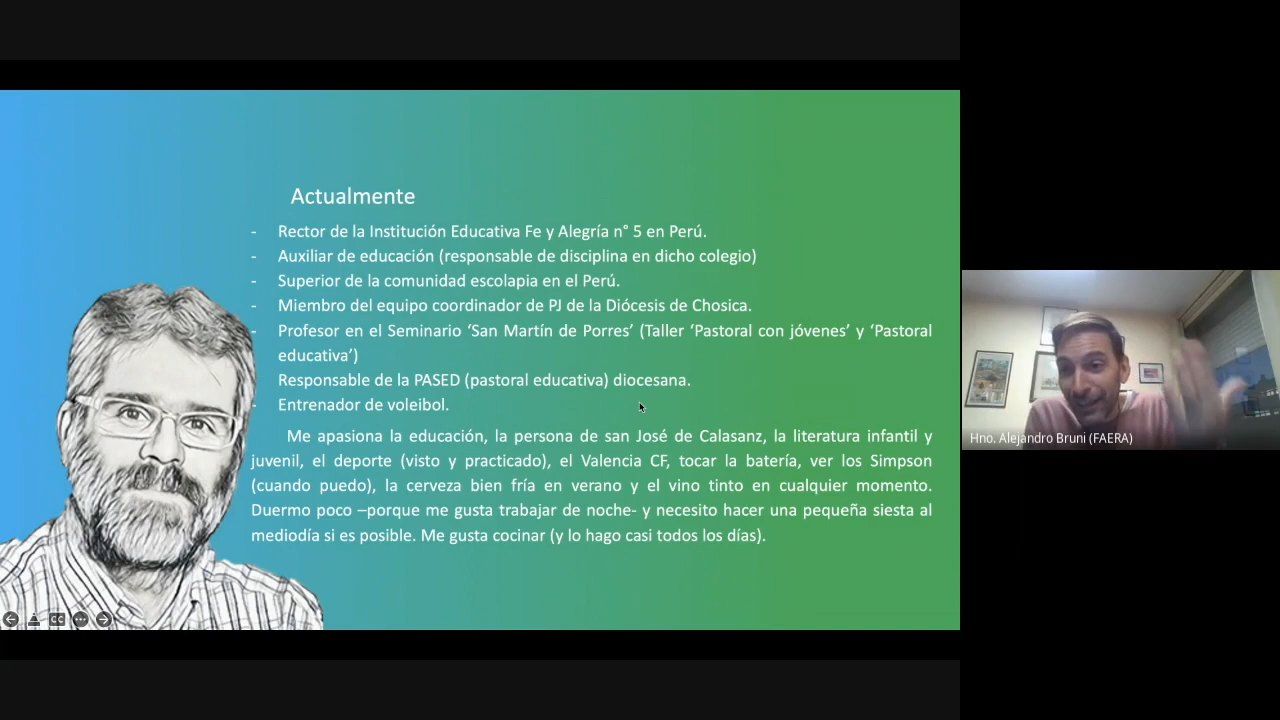 Actualmente
- Rector de la Institución Educativa Fe y Alegría n° 5 en Perú.
- Auxiliar de educación (responsable de disciplina en dicho colegio)
- Superior de la comunidad escolapia en el Perú.
- Miembro del equipo coordinador de PJ de la Diócesis de Chosica.
- Profesor en el Seminario ‘San Martín de Porres’ (Taller ‘Pastoral con jóvenes’ y ‘Pastoral
educativa’)
Responsable de la PASED (pastoral educativa) diocesana.
- Entrenador de voleibol.
Me apasiona la educación, la persona de san José de Calasanz, la literatura infantil y
juvenil, el deporte (visto y practicado), el Valencia CF, tocar la batería, ver los Simpson
(cuando puedo), la cerveza bien fría en verano y el vino tinto en cualquier momento.
Duermo poco –porque me gusta trabajar de noche- y necesito hacer una pequeña siesta al
mediodía si es posible. Me gusta cocinar (y lo hago casi todos los días).
CC
Hno. Alejandro Bruni (FAERA)